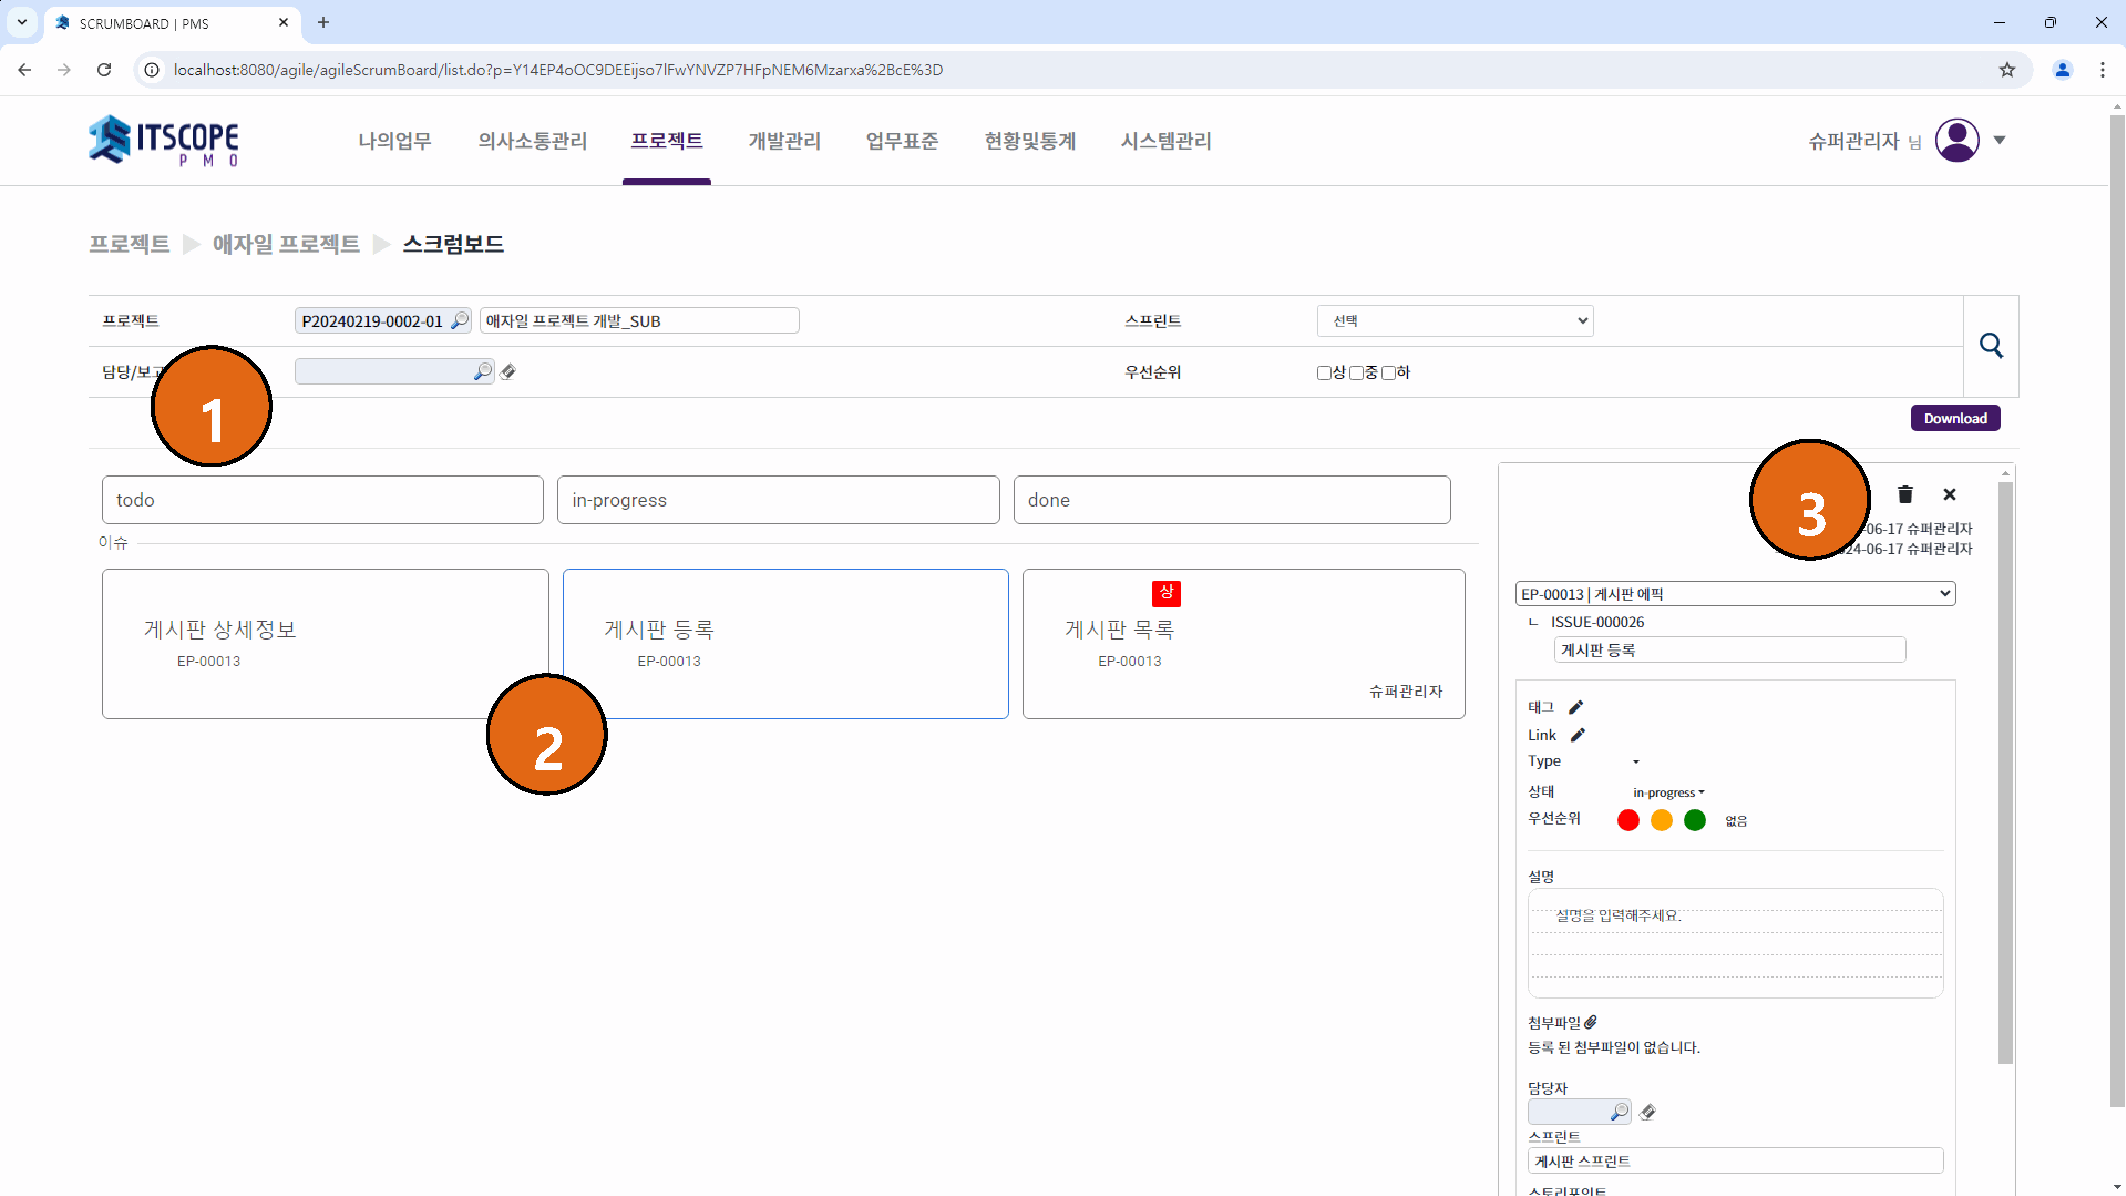 SCRUMBOARD | PMS
localhost:8080/agile/agileScrumBoard/list.do?p=Y14EP4oOC9DEEijso7lFwYNVZP7HFpNEM6Mzarxa%2BcE%3D
ITSCOPE
PMO
나의업무 의사소통관리 프로젝트 개발관리 업무표준 현황및통계 시스템관리 슈퍼관리자 님
프로젝트 애자일 프로젝트 스크럼보드
프로젝트 P20240219-0002-01 애자일 프로젝트 개발_SUB 스프린트 선택
담당/보고 우선순위 상 중 하
1
Download
todo in-progress done
이슈
3
-06-17 슈퍼관리자
24-06-17 슈퍼관리자
상
게시판 상세정보 게시판 등록 게시판 목록
EP-00013 EP-00013 EP-00013
슈퍼관리자
2
EP-00013 | 게시판 에픽
ㄴ ISSUE-000026
게시판 등록
태그
Link
Type
상태 in-progress
우선순위 없음
설명
설명을 입력해주세요.
첨부파일
등록 된 첨부파일이 없습니다.
담당자
스프린트
게시판 스프린트
스토리포인트